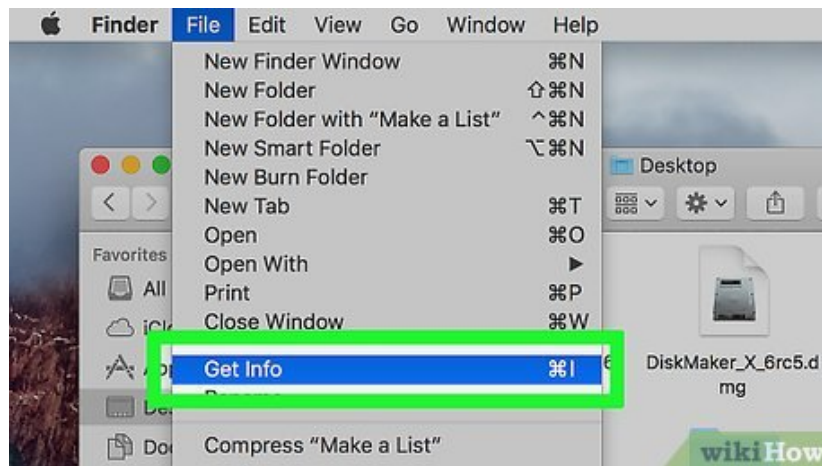 Finder File Edit View Go Window Help
New Finder Window ⌘N
New Folder ⇧⌘N
New Folder with “Make a List” ^⌘N
New Smart Folder ⌥⌘N
New Burn Folder
New Tab ⌘T
Open ⌘O
Open With ▶
Print ⌘P
Close Window ⌘W
Get Info ⌘I
Compress “Make a List”
Desktop
Favorites
All
DiskMaker_X_6rc5.d
mg
wikiHow